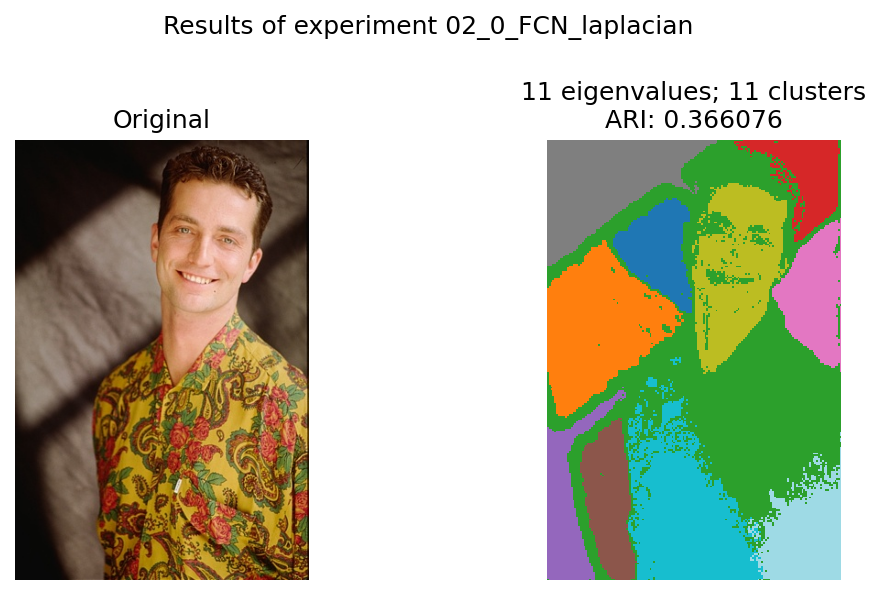 Results of experiment 02_0_FCN_laplacian
Original
11 eigenvalues; 11 clusters
ARI: 0.366076